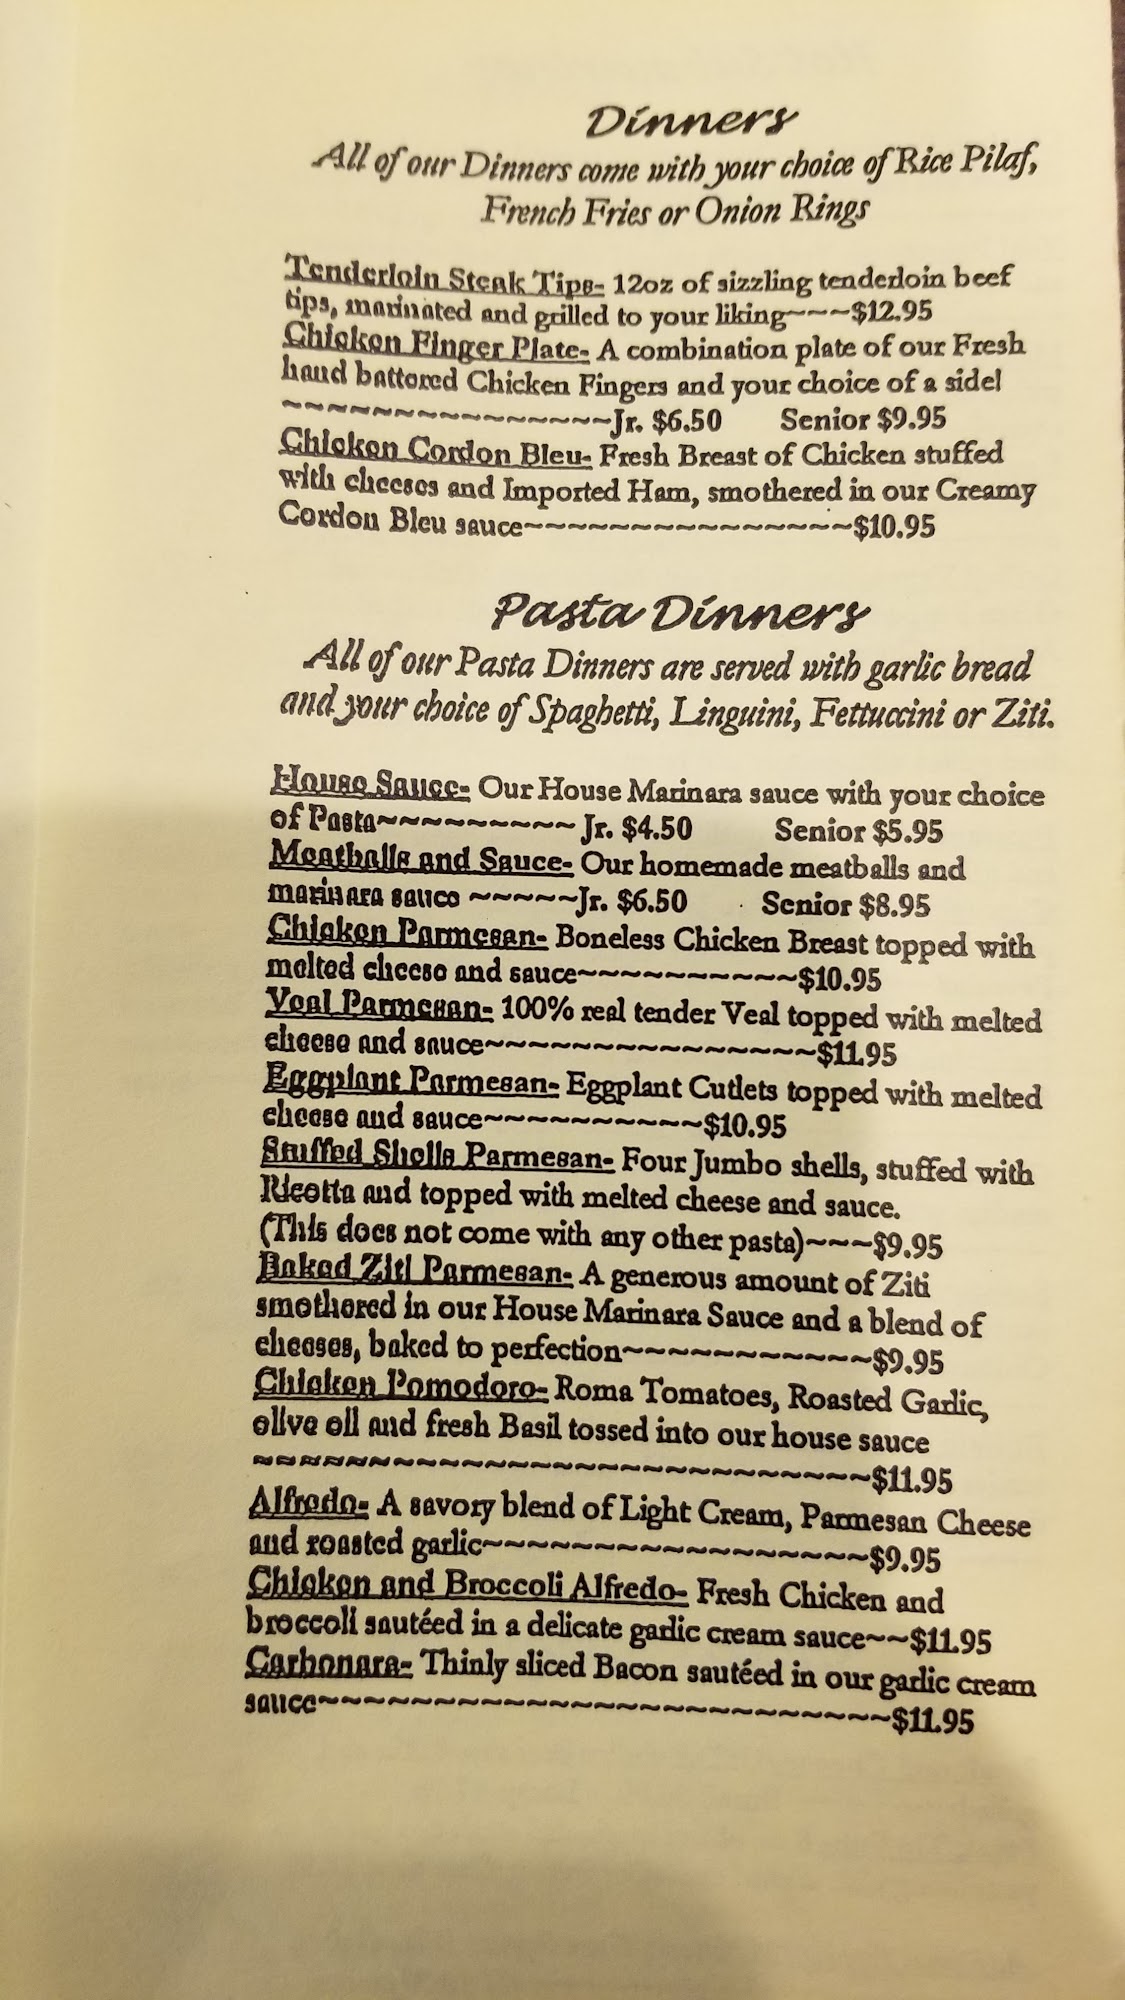 Dinners
All of our Dinners come with your choice of Rice Pilaf,
French Fries or Onion Rings
Tenderloin Steak Tips- 12oz of sizzling tenderloin beef
tips, marinated and grilled to your liking~~~$12.95
Chicken Finger Plate- A combination plate of our Fresh
hand battered Chicken Fingers and your choice of a side!
~~~~~~~~~~~~~~~~Jr. $6.50 Senior $9.95
Chicken Cordon Bleu- Fresh Breast of Chicken stuffed
with cheeses and Imported Ham, smothered in our Creamy
Cordon Bleu sauce~~~~~~~~~~~~~~~~~~$10.95
Pasta Dinners
All of our Pasta Dinners are served with garlic bread
and your choice of Spaghetti, Linguini, Fettuccini or Ziti.
House Sauce- Our House Marinara sauce with your choice
of Pasta~~~~~~~~~~~ Jr. $4.50 Senior $5.95
Meatballs and Sauce- Our homemade meatballs and
marinara sauce ~~~~~~Jr. $6.50 Senior $8.95
Chicken Parmesan- Boneless Chicken Breast topped with
melted cheese and sauce~~~~~~~~~~~~$10.95
Veal Parmesan- 100% real tender Veal topped with melted
cheese and sauce~~~~~~~~~~~~~~~~~~$11.95
Eggplant Parmesan- Eggplant Cutlets topped with melted
cheese and sauce~~~~~~~~~~~~$10.95
Stuffed Shells Parmesan- Four Jumbo shells, stuffed with
Ricotta and topped with melted cheese and sauce.
(This does not come with any other pasta)~~~~$9.95
Baked Ziti Parmesan- A generous amount of Ziti
smothered in our House Marinara Sauce and a blend of
cheeses, baked to perfection~~~~~~~~~~~~~~$9.95
Chicken Pomodoro- Roma Tomatoes, Roasted Garlic,
olive oil and fresh Basil tossed into our house sauce
~~~~~~~~~~~~~~~~~~~~~~~~~~~$11.95
Alfredo- A savory blend of Light Cream, Parmesan Cheese
and roasted garlic~~~~~~~~~~~~~~~~~~~~~$9.95
Chicken and Broccoli Alfredo- Fresh Chicken and
broccoli sautéed in a delicate garlic cream sauce~~$11.95
Carbonara- Thinly sliced Bacon sautéed in our garlic cream
sauce~~~~~~~~~~~~~~~~~~~~~~~~~~~~~~$11.95